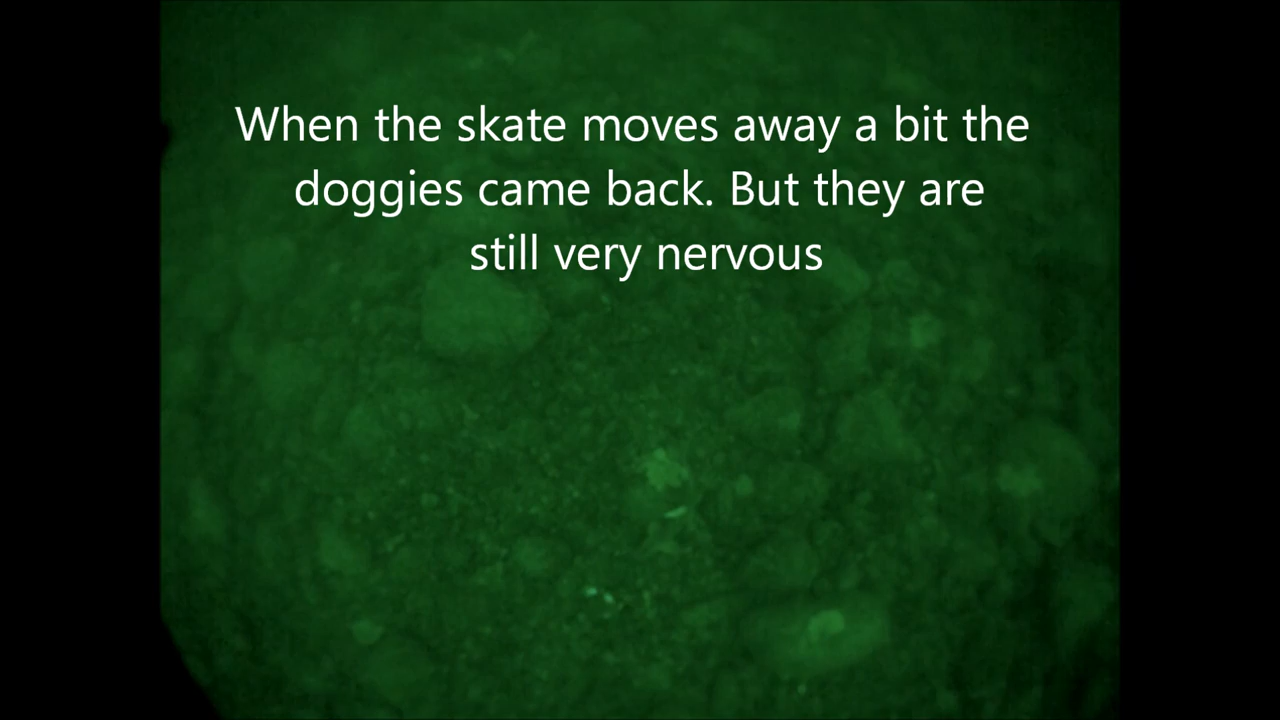 When the skate moves away a bit the
doggies came back. But they are
still very nervous